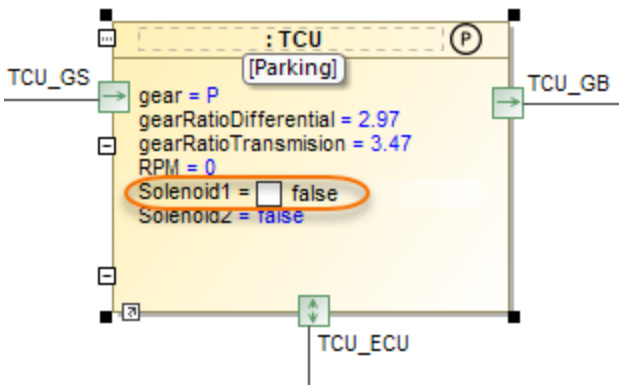 : TCU
P
[Parking]
TCU_GS
TCU_GB
gear = P
gearRatioDifferential = 2.97
gearRatioTransmision = 3.47
RPM = 0
Solenoid1 = false
Solenoid2 = false
TCU_ECU